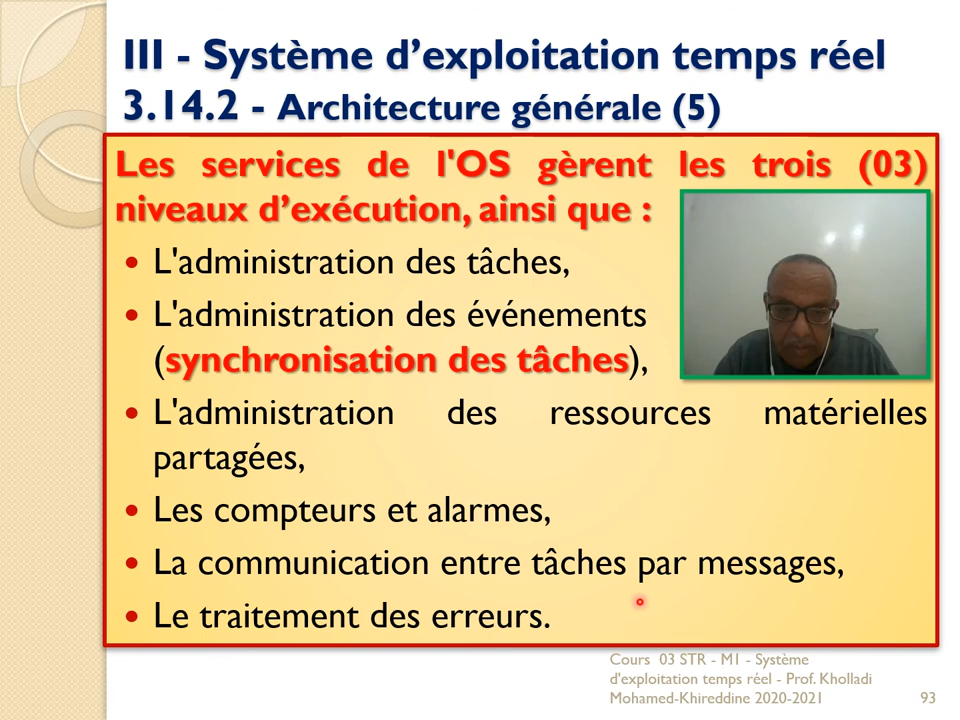 III - Système d’exploitation temps réel
3.14.2 - Architecture générale (5)
Les services de l'OS gèrent les trois (03)
niveaux d’exécution, ainsi que :
• L'administration des tâches,
• L'administration des événements
(synchronisation des tâches),
• L'administration des ressources matérielles
partagées,
• Les compteurs et alarmes,
• La communication entre tâches par messages,
• Le traitement des erreurs.
Cours 03 STR - M1 - Système
d'exploitation temps réel - Prof. Kholladi
Mohamed-Khireddine 2020-2021 93